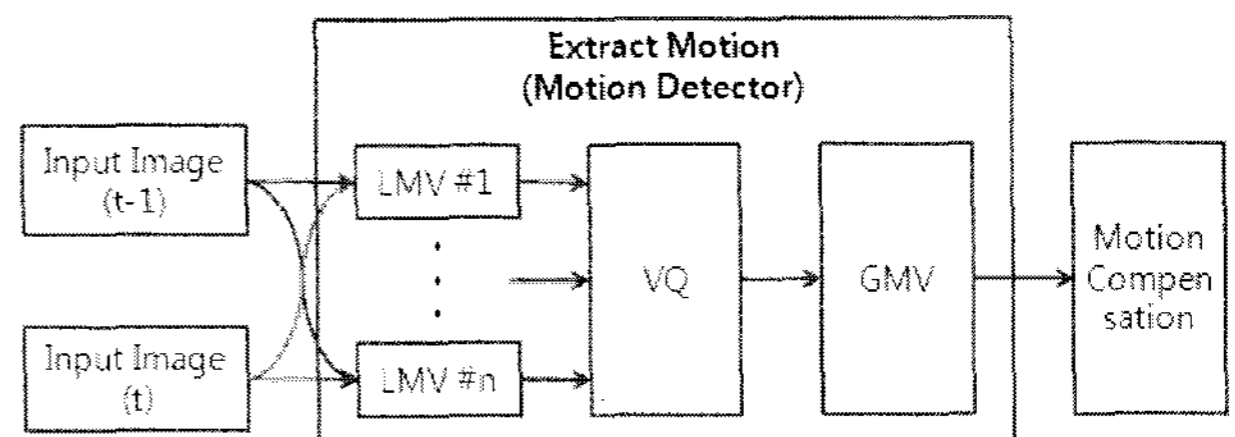 Extract Motion
(Motion Detector)
Input Image
(t-1)
LMV #1
VQ
GMV
Motion
Compen
sation
Input Image
(t)
LMV #n